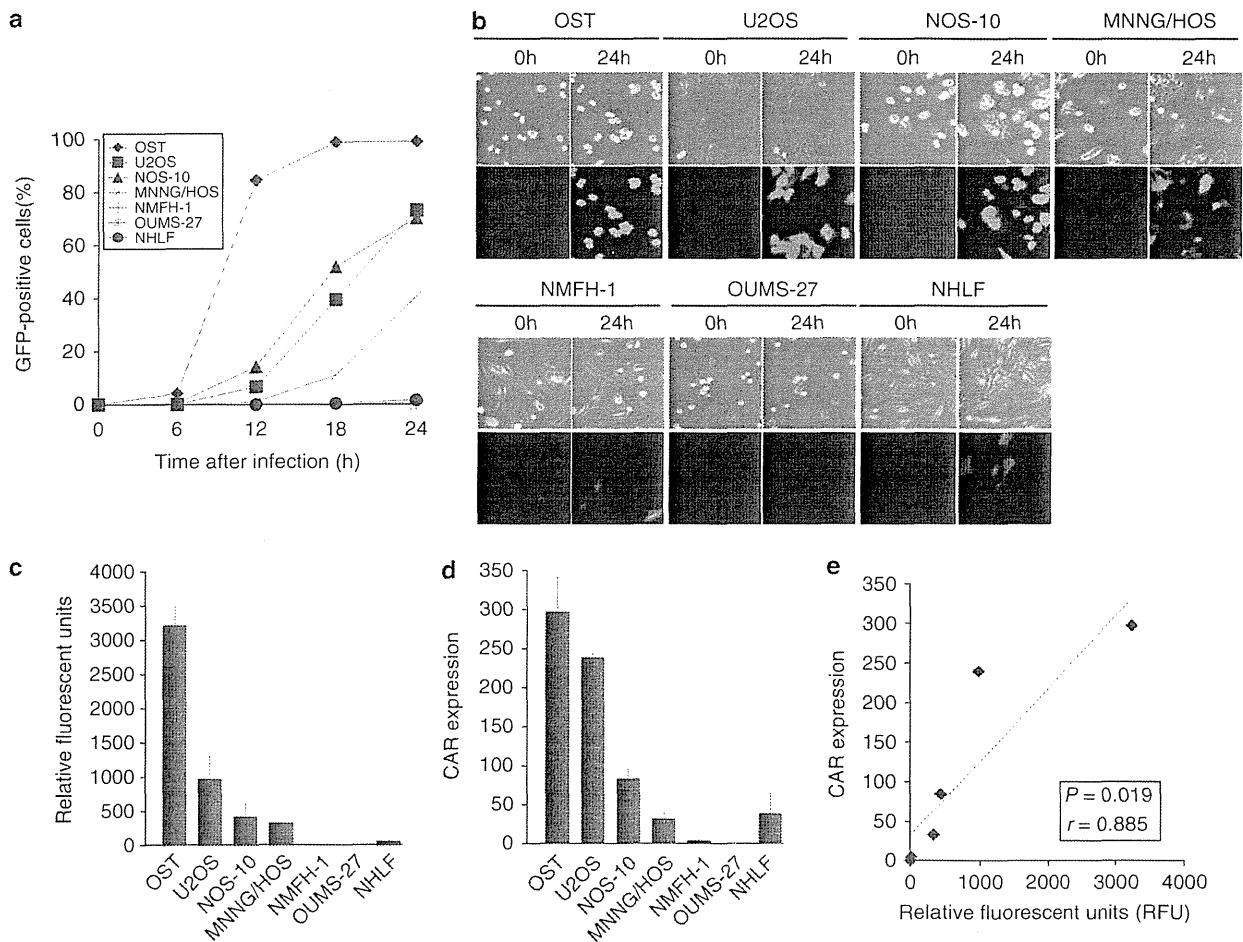 a
100
80
60
40
20
0
GFP-positive cells(%)
OST
U2OS
NOS-10
MNNG/HOS
NMFH-1
OUMS-27
NHLF
0 6 12 18 24
Time after infection (h)
b
OST U2OS NOS-10 MNNG/HOS
0h 24h 0h 24h 0h 24h 0h 24h
NMFH-1 OUMS-27 NHLF
0h 24h 0h 24h 0h 24h
c
4000
3500
3000
2500
2000
1500
1000
500
0
Relative fluorescent units
OST
U2OS
NOS-10
MNNG/HOS
NMFH-1
OUMS-27
NHLF
d
350
300
250
200
150
100
50
0
CAR expression
OST
U2OS
NOS-10
MNNG/HOS
NMFH-1
OUMS-27
NHLF
e
350
300
250
200
150
100
50
0
CAR expression
P = 0.019
r = 0.885
0 1000 2000 3000 4000
Relative fluorescent units (RFU)